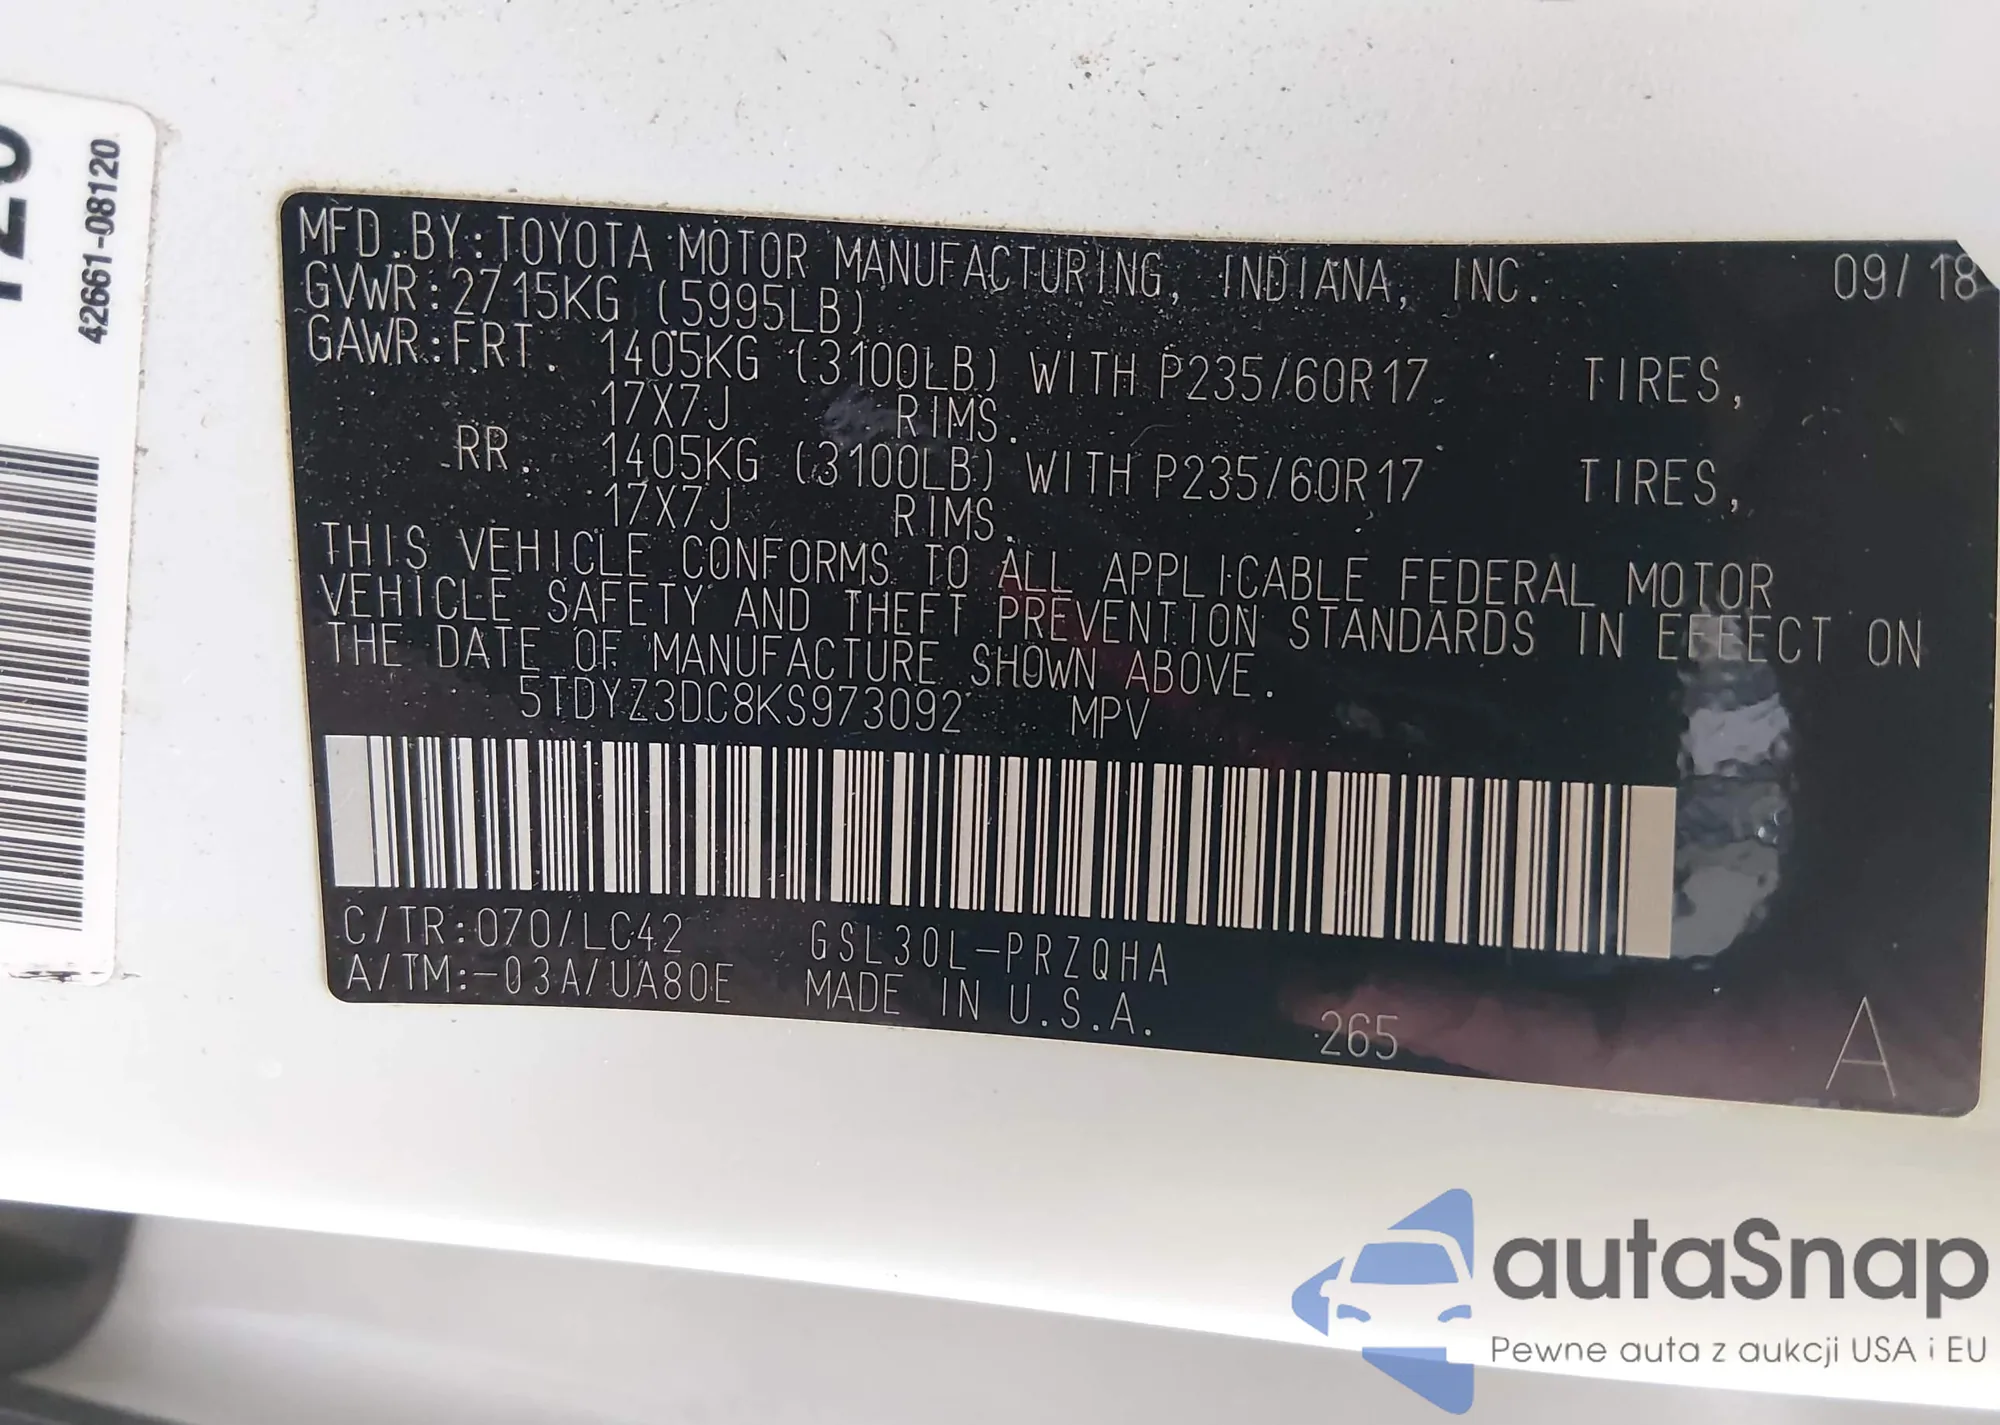 42661-08120
MFD.BY:TOYOTA MOTOR MANUFACTURING, INDIANA, INC. 09/18
GVWR:2715KG (5995LB)
GAWR:FRT. 1405KG (3100LB) WITH P235/60R17 TIRES,
17X7J RIMS.
RR. 1405KG (3100LB) WITH P235/60R17 TIRES,
17X7J RIMS.
THIS VEHICLE CONFORMS TO ALL APPLICABLE FEDERAL MOTOR
VEHICLE SAFETY AND THEFT PREVENTION STANDARDS IN EFFECT ON
THE DATE OF MANUFACTURE SHOWN ABOVE.
5TDYZ3DC8KS973092 MPV
C/TR:070/LC42 GSL30L-PRZQHA
A/TM:-03A/UA80E MADE IN U.S.A.
265
A
autaSnap
Pewne auta z aukcji USA i EU